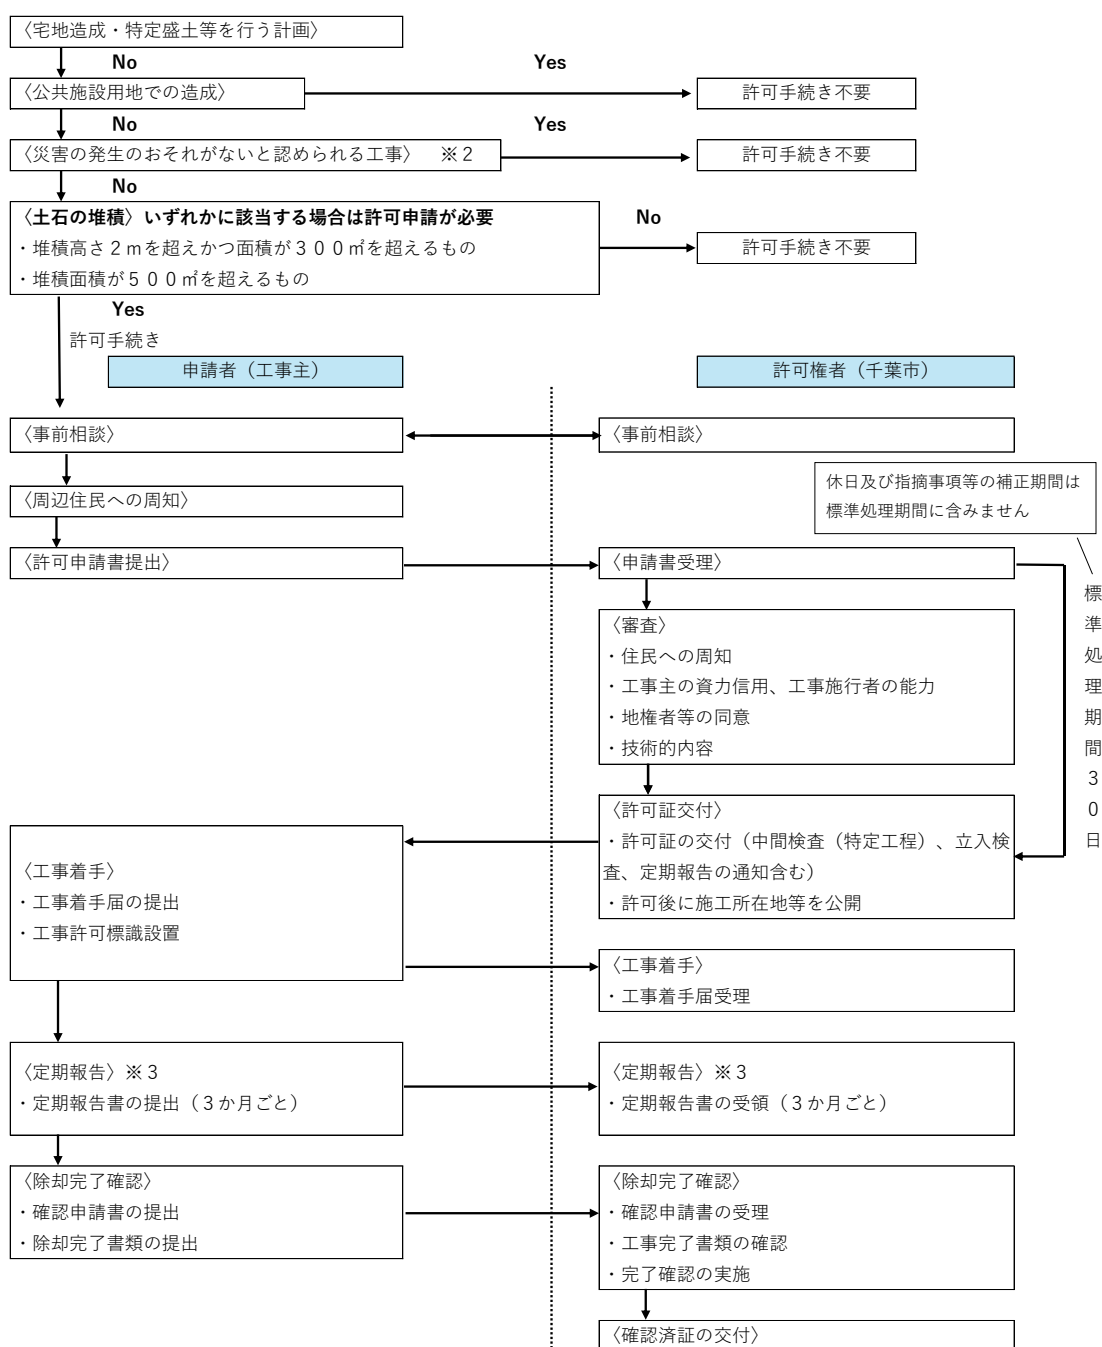 〈宅地造成・特定盛土等を行う計画〉
No
Yes
〈公共施設用地での造成〉
許可手続き不要
No
Yes
〈災害の発生のおそれがないと認められる工事〉　※２
許可手続き不要
No
〈土石の堆積〉いずれかに該当する場合は許可申請が必要
・堆積高さ２ｍを超えかつ面積が３００㎡を超えるもの
・堆積面積が５００㎡を超えるもの
No
許可手続き不要
Yes
許可手続き
申請者（工事主）
許可権者（千葉市）
〈事前相談〉
〈事前相談〉
休日及び指摘事項等の補正期間は
標準処理期間に含みません
〈周辺住民への周知〉
〈許可申請書提出〉
〈申請書受理〉
標準処理期間３０日
〈審査〉
・住民への周知
・工事主の資力信用、工事施行者の能力
・地権者等の同意
・技術的内容
〈許可証交付〉
・許可証の交付（中間検査（特定工程）、立入検
査、定期報告の通知含む）
・許可後に施工所在地等を公開
〈工事着手〉
・工事着手届の提出
・工事許可標識設置
〈工事着手〉
・工事着手届受理
〈定期報告〉※３
・定期報告書の提出（３か月ごと）
〈定期報告〉※３
・定期報告書の受領（３か月ごと）
〈除却完了確認〉
・確認申請書の提出
・除却完了書類の提出
〈除却完了確認〉
・確認申請書の受理
・工事完了書類の確認
・完了確認の実施
〈確認済証の交付〉